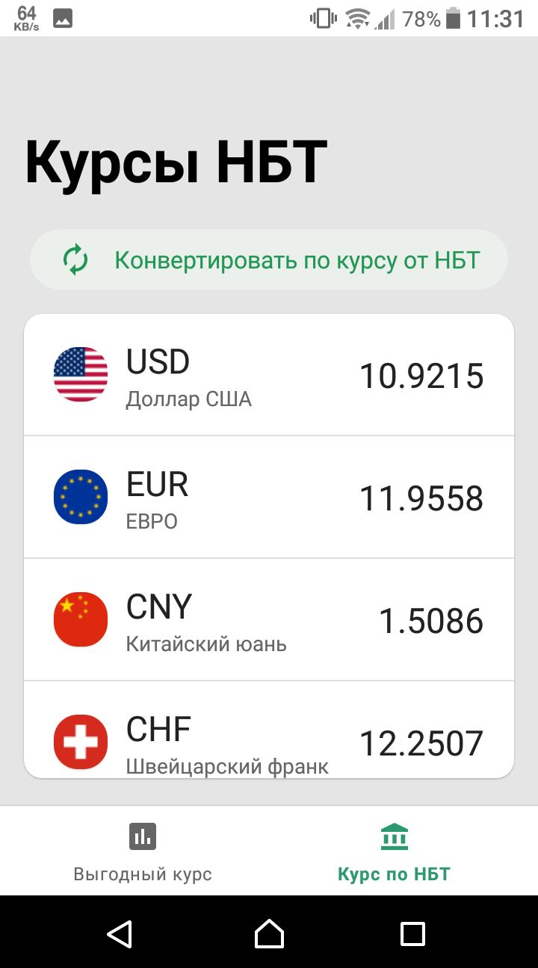 64
KB/s
78% 11:31
Курсы НБТ
Конвертировать по курсу от НБТ
USD
Доллар США
10.9215
EUR
ЕВРО
11.9558
CNY
Китайский юань
1.5086
CHF
Швейцарский франк
12.2507
Выгодный курс
Курс по НБТ